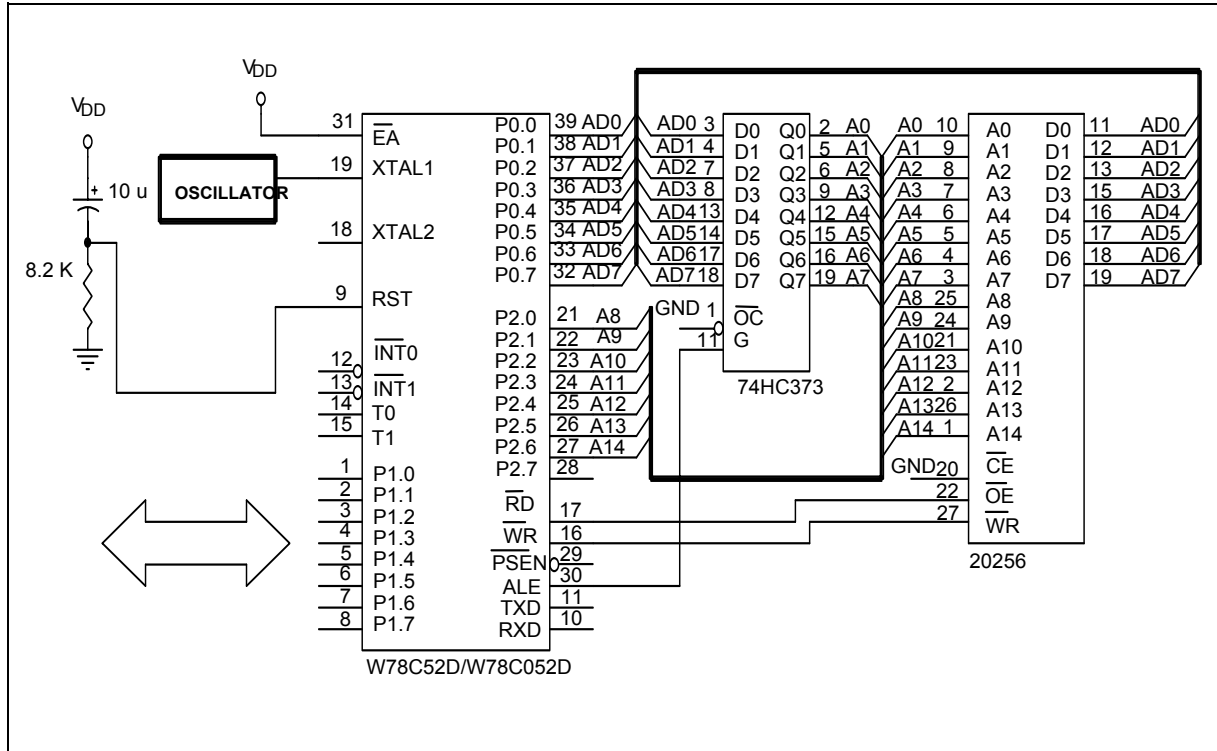 VDD
VDD
10 u
8.2 K
OSCILLATOR
31 EA
19 XTAL1
18 XTAL2
9 RST
12 INT0
13 INT1
14 T0
15 T1
1 P1.0
2 P1.1
3 P1.2
4 P1.3
5 P1.4
6 P1.5
7 P1.6
8 P1.7
P0.0 39 AD0
P0.1 38 AD1
P0.2 37 AD2
P0.3 36 AD3
P0.4 35 AD4
P0.5 34 AD5
P0.6 33 AD6
P0.7 32 AD7
P2.0 21 A8
P2.1 22 A9
P2.2 23 A10
P2.3 24 A11
P2.4 25 A12
P2.5 26 A13
P2.6 27 A14
P2.7 28
RD 17
WR 16
PSEN 29
ALE 30
TXD 11
RXD 10
W78C52D/W78C052D
AD0 3 D0 Q0 2 A0
AD1 4 D1 Q1 5 A1
AD2 7 D2 Q2 6 A2
AD3 8 D3 Q3 9 A3
AD4 13 D4 Q4 12 A4
AD5 14 D5 Q5 15 A5
AD6 17 D6 Q6 16 A6
AD7 18 D7 Q7 19 A7
GND 1 OC
11 G
74HC373
A0 10 A0 D0 11 AD0
A1 9 A1 D1 12 AD1
A2 8 A2 D2 13 AD2
A3 7 A3 D3 15 AD3
A4 6 A4 D4 16 AD4
A5 5 A5 D5 17 AD5
A6 4 A6 D6 18 AD6
A7 3 A7 D7 19 AD7
A8 25 A8
A9 24 A9
A10 21 A10
A11 23 A11
A12 2 A12
A13 26 A13
A14 1 A14
GND 20 CE
22 OE
27 WR
20256